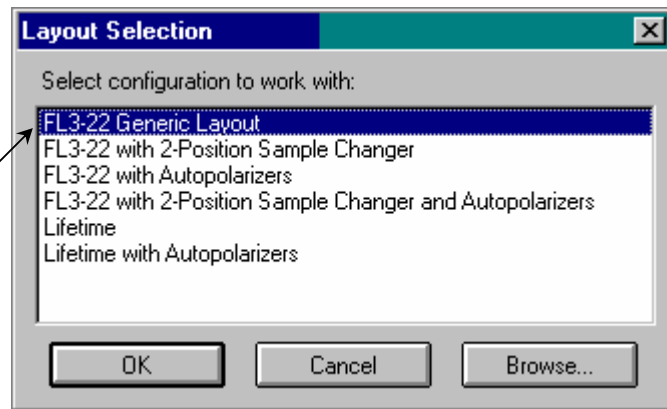 Layout Selection
Select configuration to work with:
FL3-22 Generic Layout
FL3-22 with 2-Position Sample Changer
FL3-22 with Autopolarizers
FL3-22 with 2-Position Sample Changer and Autopolarizers
Lifetime
Lifetime with Autopolarizers
OK Cancel Browse...